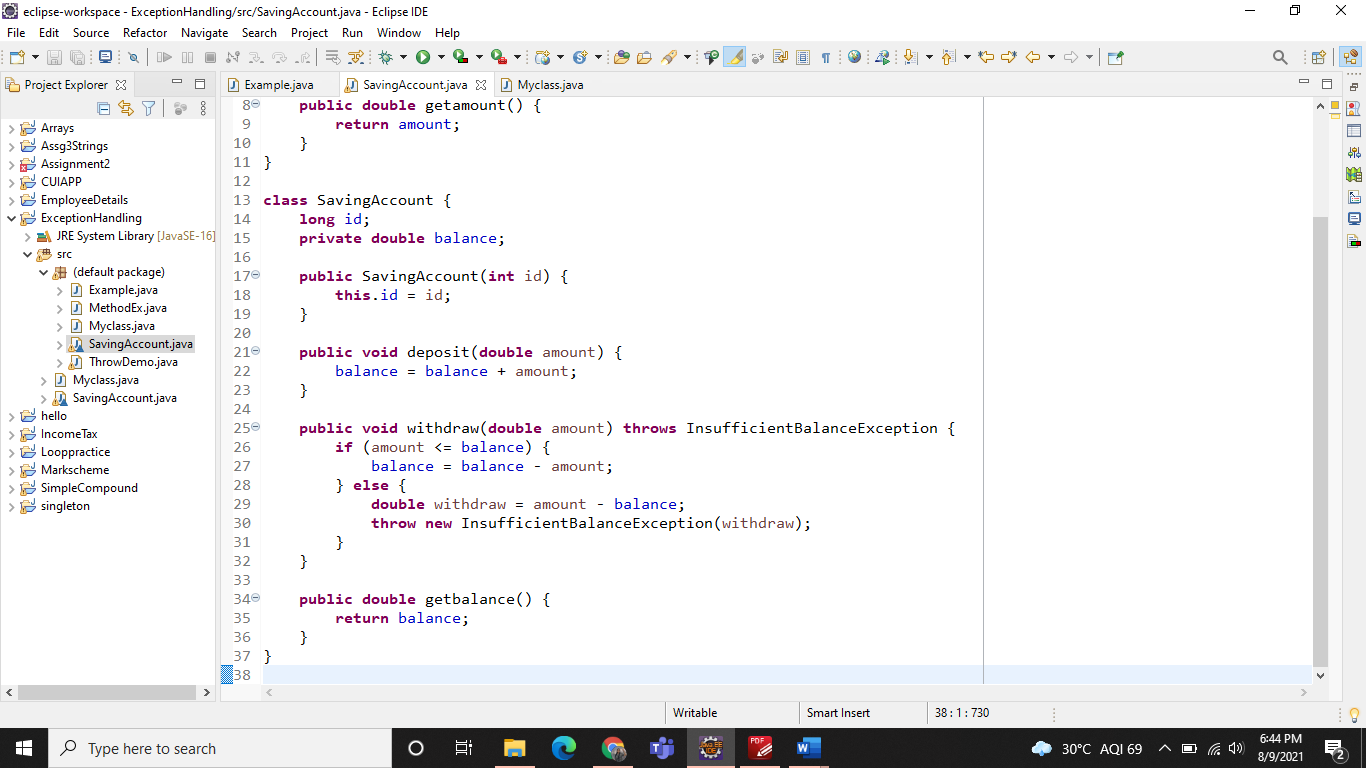 eclipse-workspace - ExceptionHandling/src/SavingAccount.java - Eclipse IDE
File Edit Source Refactor Navigate Search Project Run Window Help
Project Explorer
Example.java SavingAccount.java Myclass.java
Arrays
Assg3Strings
Assignment2
CUIAPP
EmployeeDetails
ExceptionHandling
JRE System Library [JavaSE-16]
src
(default package)
Example.java
MethodEx.java
Myclass.java
SavingAccount.java
ThrowDemo.java
Myclass.java
SavingAccount.java
hello
IncomeTax
Looppractice
Markscheme
SimpleCompound
singleton
8 public double getamount() {
9 return amount;
10 }
11 }
12
13 class SavingAccount {
14 long id;
15 private double balance;
16
17 public SavingAccount(int id) {
18 this.id = id;
19 }
20
21 public void deposit(double amount) {
22 balance = balance + amount;
23 }
24
25 public void withdraw(double amount) throws InsufficientBalanceException {
26 if (amount <= balance) {
27 balance = balance - amount;
28 } else {
29 double withdraw = amount - balance;
30 throw new InsufficientBalanceException(withdraw);
31 }
32 }
33
34 public double getbalance() {
35 return balance;
36 }
37 }
38
Writable Smart Insert 38 : 1 : 730
Type here to search
PDF
JAVA EE IDE
30°C AQI 69
6:44 PM
8/9/2021
2